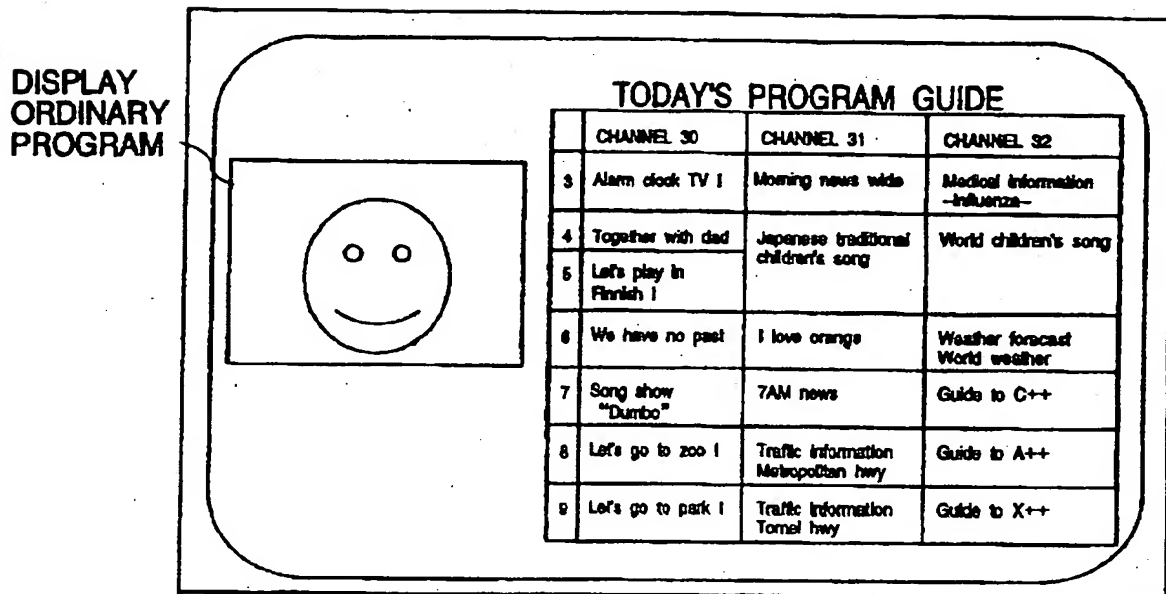 DISPLAY
ORDINARY
PROGRAM
TODAY'S PROGRAM GUIDE
CHANNEL 30 CHANNEL 31 CHANNEL 32
3 Alarm clock TV ! Morning news wide Medical information
–Influenza–
4 Together with dad Japanese traditional World children's song
children's song
5 Let's play in
Finnish !
6 We have no past I love orange Weather forecast
World weather
7 Song show 7AM news Guide to C++
"Dumbo"
8 Let's go to zoo ! Traffic information Guide to A++
Metropolitan hwy
9 Let's go to park ! Traffic information Guide to X++
Tomei hwy